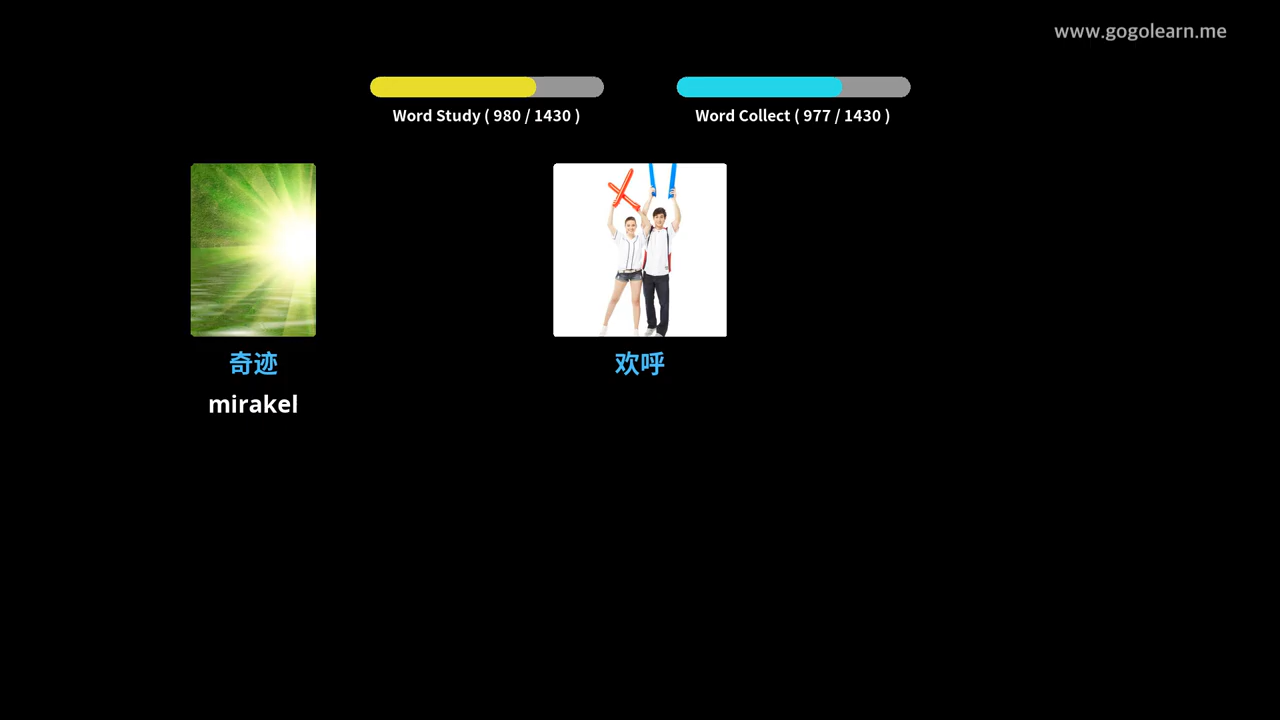 www.gogolearn.me
Word Study ( 980 / 1430 )
Word Collect ( 977 / 1430 )
奇迹
mirakel
欢呼